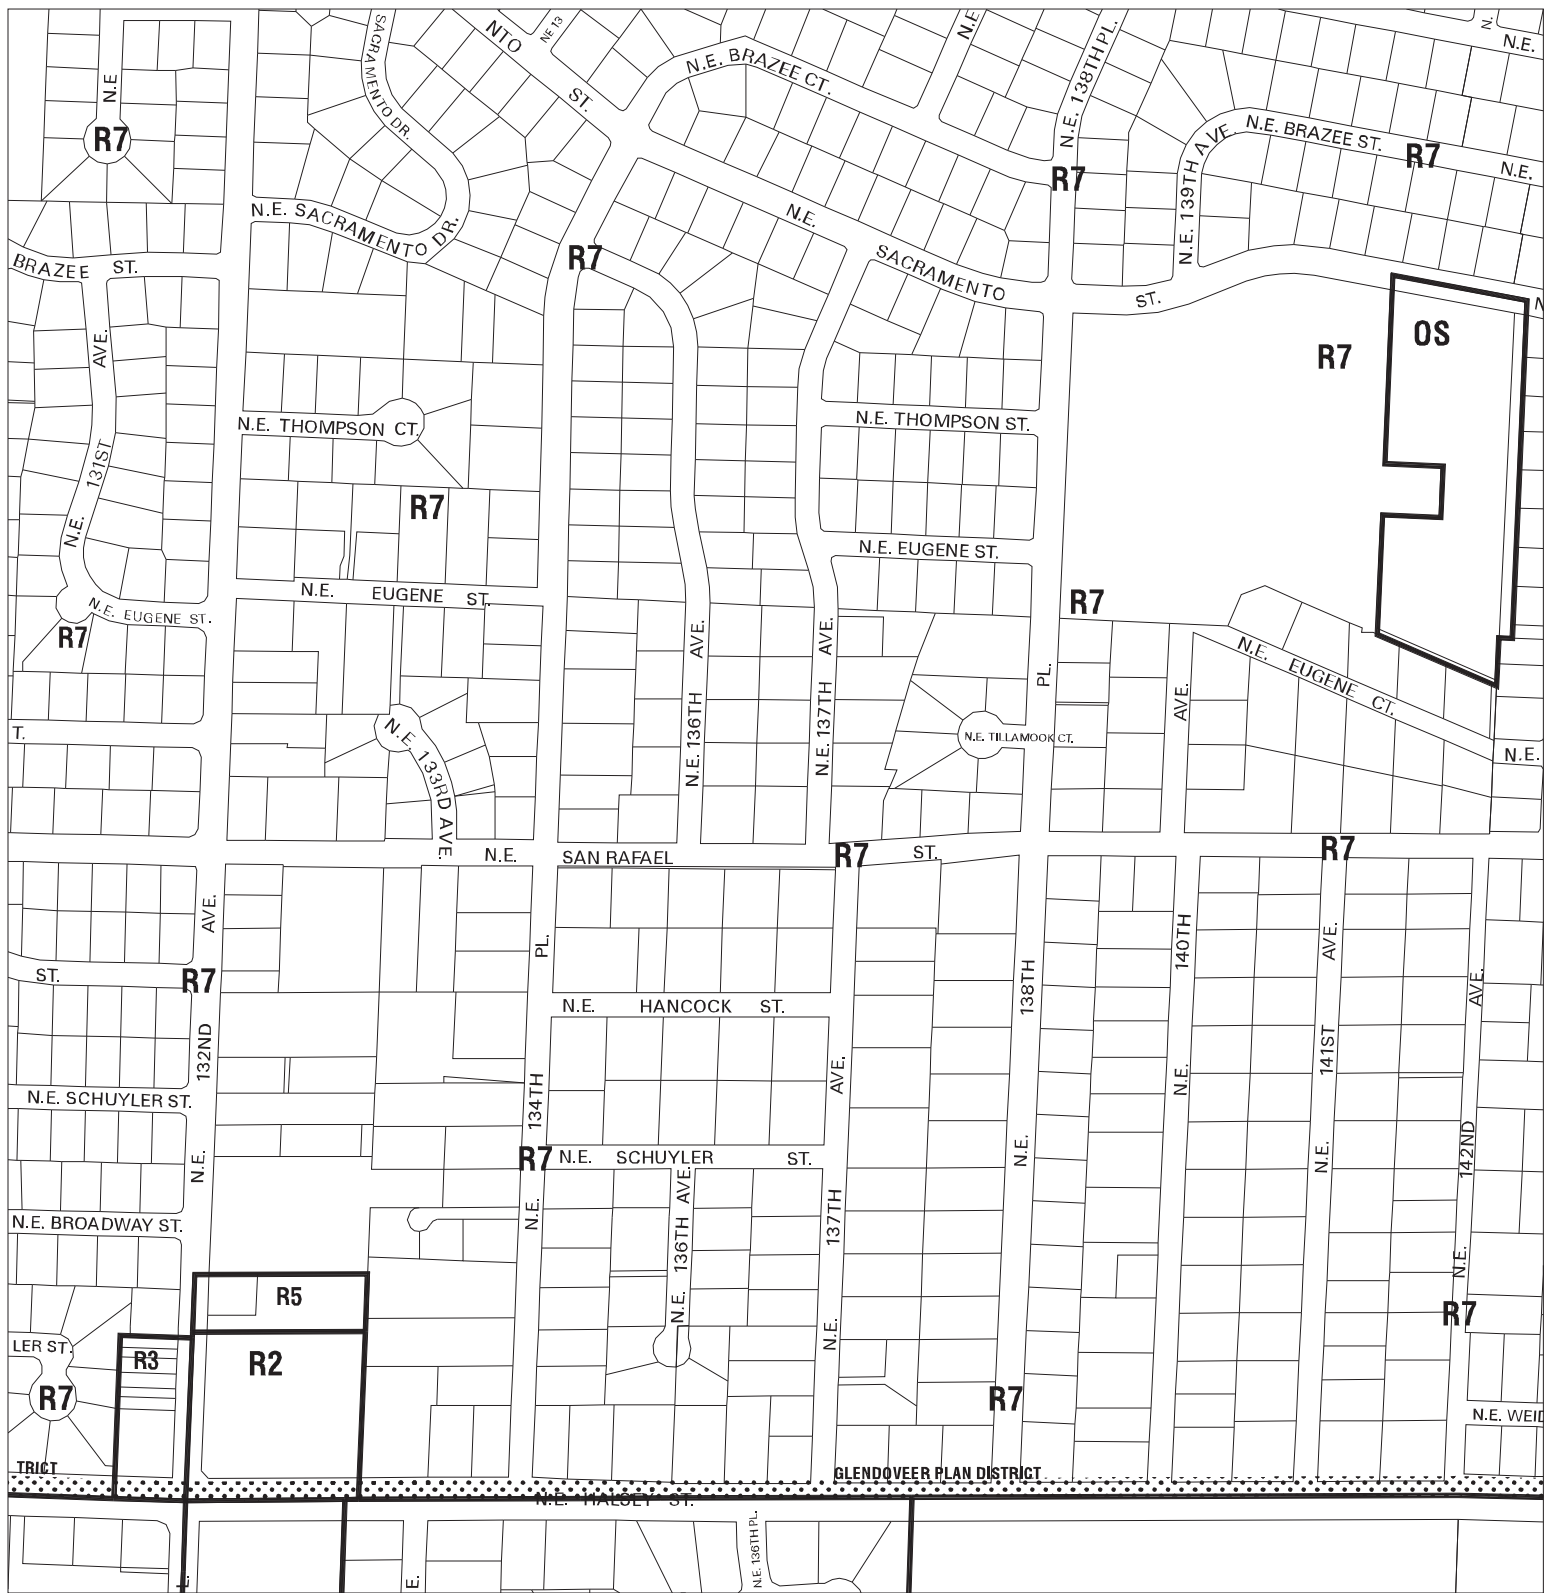 SACRAMENTO DR.
NTO ST.
NE 13
N.E
N.E. 138TH PL.
N.
N.E.
N.E
R7
N.E. BRAZEE CT.
N.E. 139TH AVE.
N.E. BRAZEE ST.
R7
N.E.
R7
N.E. SACRAMENTO DR.
N.E. SACRAMENTO ST.
R7
BRAZEE ST.
N
OS
R7
N.E. 131ST AVE.
N.E. THOMPSON CT.
N.E. THOMPSON ST.
R7
N.E. EUGENE ST.
N.E. EUGENE ST.
R7
N.E. EUGENE ST.
R7
N.E. EUGENE CT.
N.E. 136TH AVE.
N.E. 137TH AVE.
PL.
AVE.
T.
N.E. 133RD AVE.
N.E. TILLAMOOK CT.
N.E.
N.E. SAN RAFAEL ST.
R7
R7
N.E. 132ND AVE.
N.E. 134TH PL.
N.E. 137TH AVE.
N.E. 138TH
N.E. 140TH
N.E. 141ST AVE.
N.E. 142ND AVE.
ST.
R7
N.E. HANCOCK ST.
N.E. SCHUYLER ST.
R7
N.E. SCHUYLER ST.
N.E. 136TH AVE.
137TH
N.E. BROADWAY ST.
N.E.
R5
R7
LER ST.
R3
R2
R7
R7
N.E. WEID
TRICT
GLENDOVEER PLAN DISTRICT
N.E. HALSEY ST.
N.E. 136TH PL.
E.